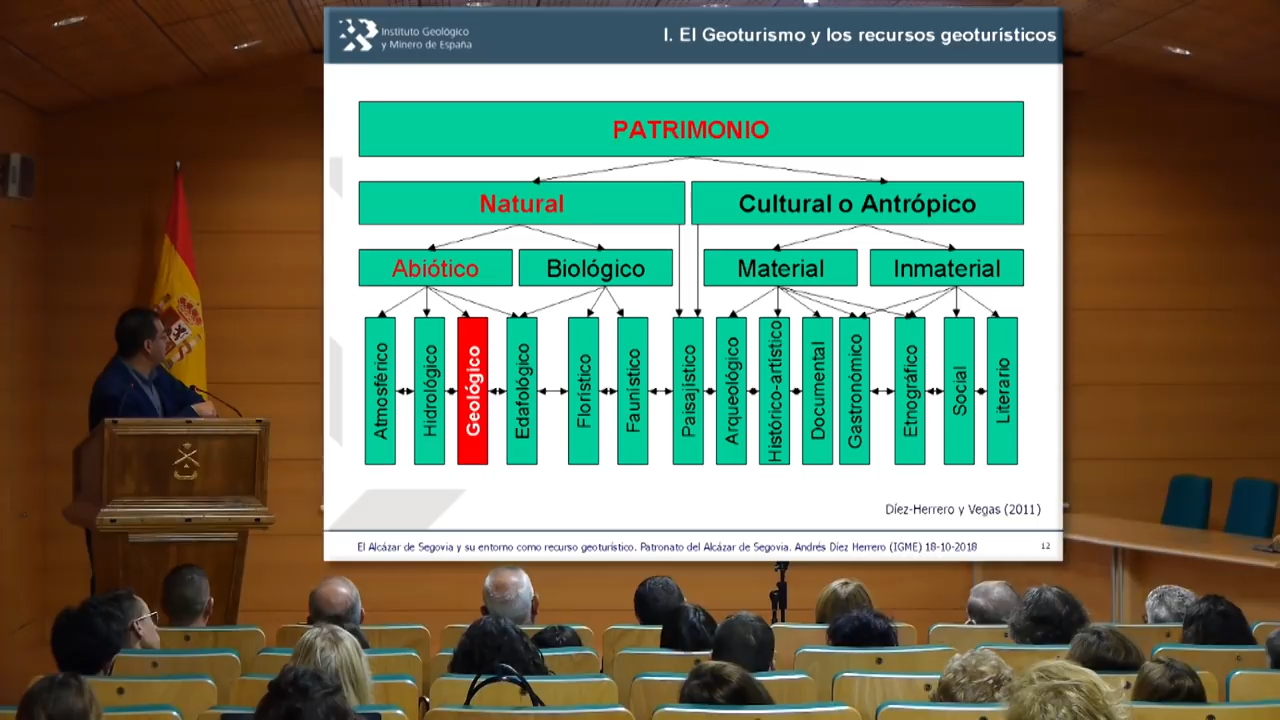 Instituto Geológico
y Minero de España
I. El Geoturismo y los recursos geoturísticos
PATRIMONIO
Natural
Cultural o Antrópico
Abiótico
Biológico
Material
Inmaterial
Atmosférico
Hidrológico
Geológico
Edafológico
Florístico
Faunístico
Paisajístico
Arqueológico
Histórico-artístico
Documental
Gastronómico
Etnográfico
Social
Literario
Díez-Herrero y Vegas (2011)
El Alcázar de Segovia y su entorno como recurso geoturístico. Patronato del Alcázar de Segovia. Andrés Díez Herrero (IGME) 18-10-2018
12